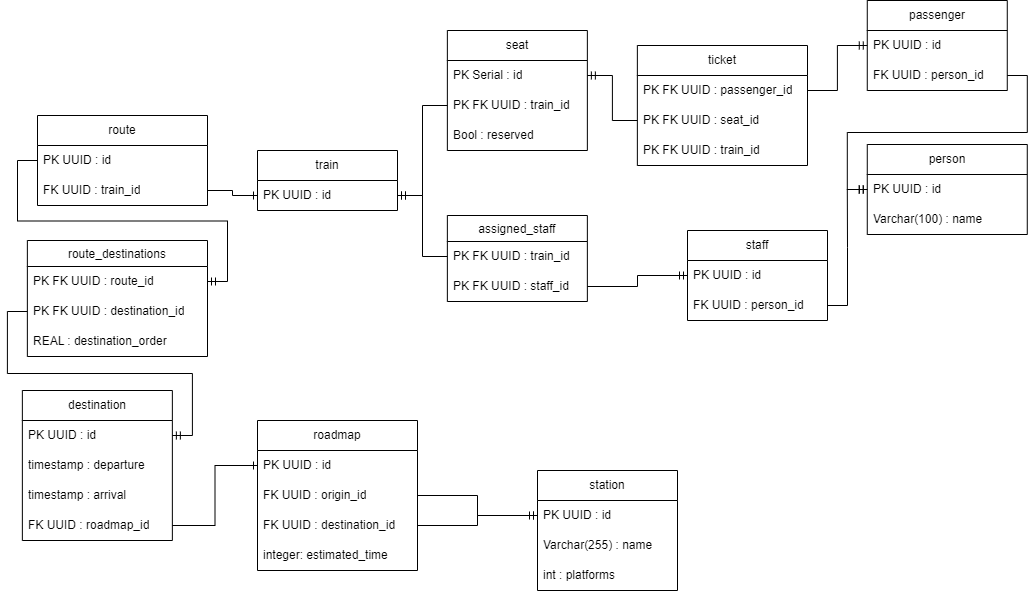 passenger
PK UUID : id
FK UUID : person_id
seat
PK Serial : id
PK FK UUID : train_id
Bool : reserved
ticket
PK FK UUID : passenger_id
PK FK UUID : seat_id
PK FK UUID : train_id
route
PK UUID : id
FK UUID : train_id
train
PK UUID : id
person
PK UUID : id
Varchar(100) : name
assigned_staff
PK FK UUID : train_id
PK FK UUID : staff_id
staff
PK UUID : id
FK UUID : person_id
route_destinations
PK FK UUID : route_id
PK FK UUID : destination_id
REAL : destination_order
destination
PK UUID : id
timestamp : departure
timestamp : arrival
FK UUID : roadmap_id
roadmap
PK UUID : id
FK UUID : origin_id
FK UUID : destination_id
integer: estimated_time
station
PK UUID : id
Varchar(255) : name
int : platforms